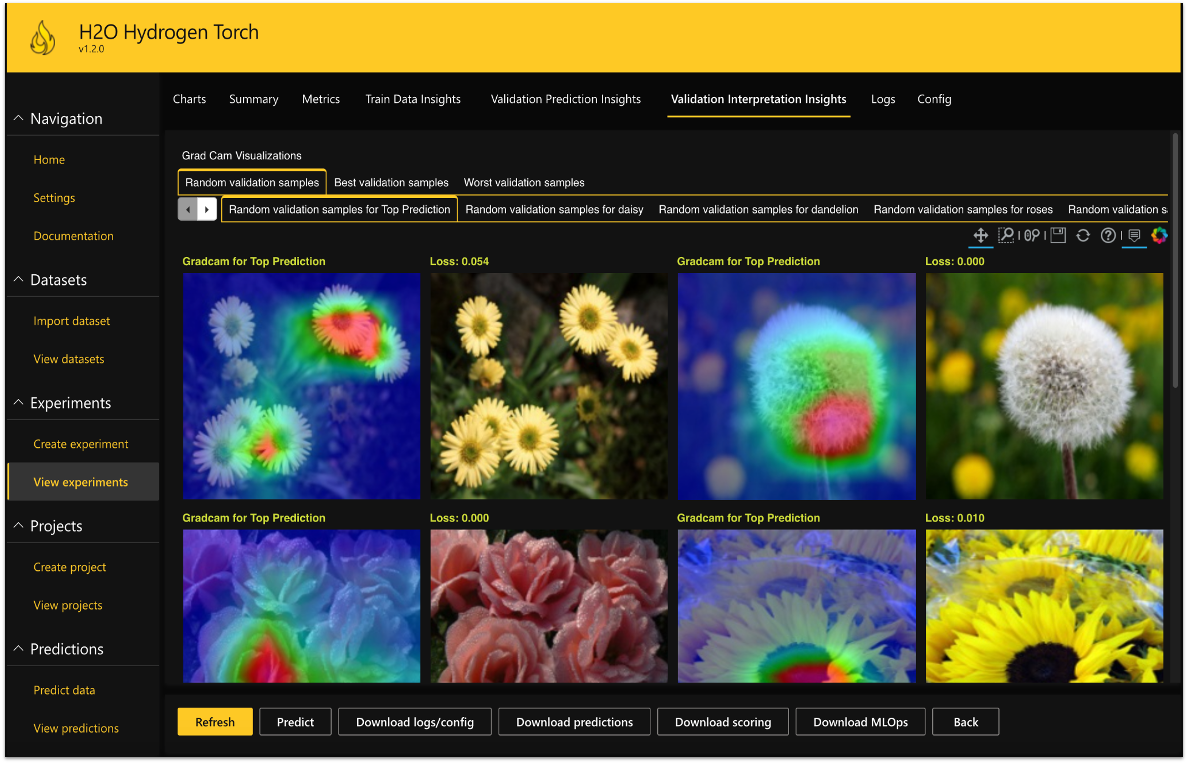 H2O Hydrogen Torch
v1.2.0
Navigation
Home
Settings
Documentation
Datasets
Import dataset
View datasets
Experiments
Create experiment
View experiments
Projects
Create project
View projects
Predictions
Predict data
View predictions
Charts Summary Metrics Train Data Insights Validation Prediction Insights Validation Interpretation Insights Logs Config
Grad Cam Visualizations
Random validation samples Best validation samples Worst validation samples
Random validation samples for Top Prediction Random validation samples for daisy Random validation samples for dandelion Random validation samples for roses Random validation s
Gradcam for Top Prediction Loss: 0.054 Gradcam for Top Prediction Loss: 0.000
Gradcam for Top Prediction Loss: 0.000 Gradcam for Top Prediction Loss: 0.010
Refresh Predict Download logs/config Download predictions Download scoring Download MLOps Back